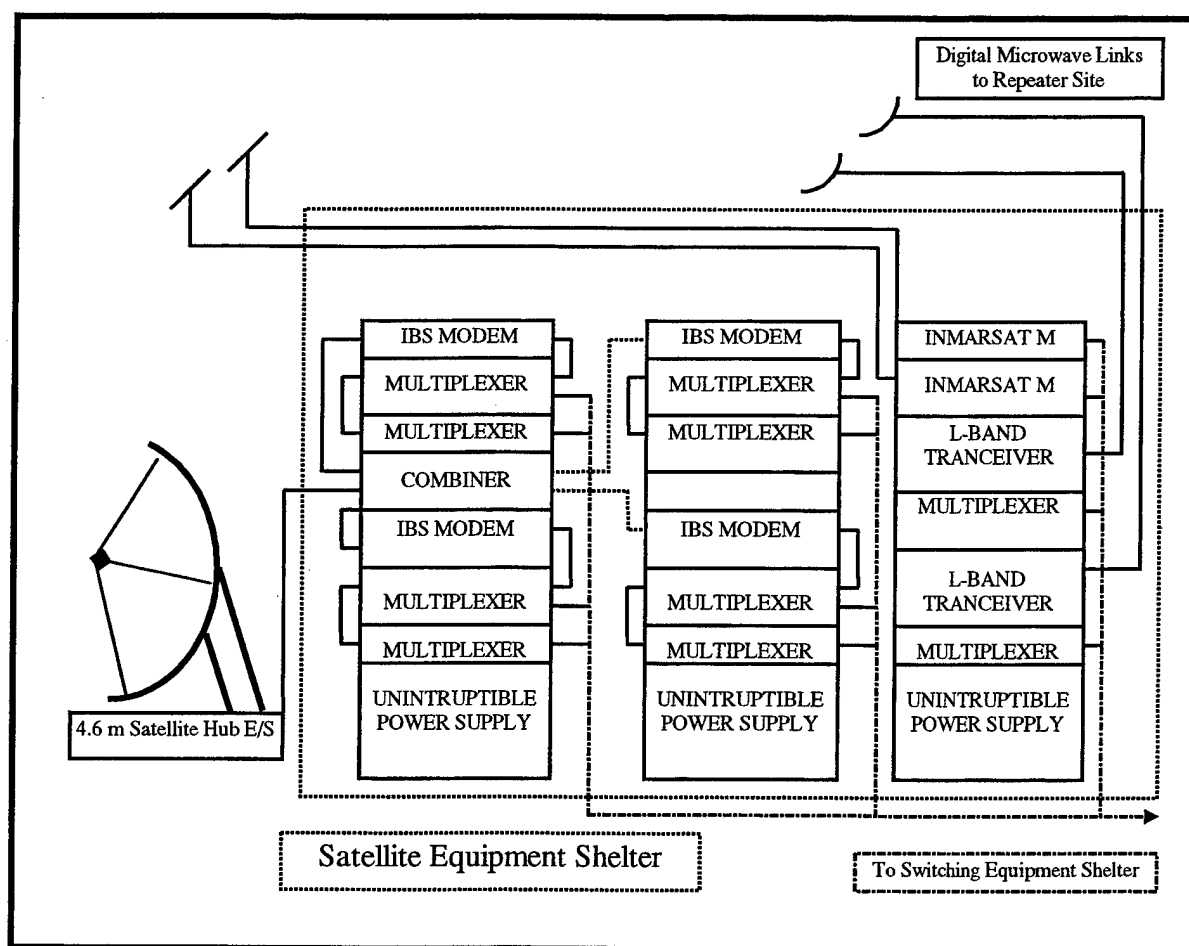 Digital Microwave Links
to Repeater Site
IBS MODEM
MULTIPLEXER
MULTIPLEXER
COMBINER
IBS MODEM
MULTIPLEXER
MULTIPLEXER
UNINTRUPTIBLE
POWER SUPPLY
IBS MODEM
MULTIPLEXER
MULTIPLEXER
IBS MODEM
MULTIPLEXER
MULTIPLEXER
UNINTRUPTIBLE
POWER SUPPLY
INMARSAT M
INMARSAT M
L-BAND
TRANCEIVER
MULTIPLEXER
L-BAND
TRANCEIVER
MULTIPLEXER
UNINTRUPTIBLE
POWER SUPPLY
4.6 m Satellite Hub E/S
Satellite Equipment Shelter
To Switching Equipment Shelter